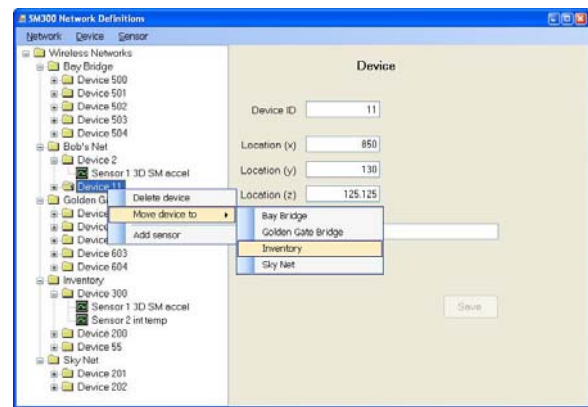 SM300 Network Definitions
Network Device Sensor
Wireless Networks
Bay Bridge
Device 500
Device 501
Device 502
Device 503
Device 504
Bob's Net
Device 2
Sensor 1 3D SM accel
Device 11
Golden G
Device
Device
Device
Device 603
Device 604
Inventory
Device 300
Sensor 1 3D SM accel
Sensor 2 int temp
Device 200
Device 55
Sky Net
Device 201
Device 202
Delete device
Move device to
Add sensor
Bay Bridge
Golden Gate Bridge
Inventory
Sky Net
Device
Device ID 11
Location (x) 850
Location (y) 130
Location (z) 125.125
Save